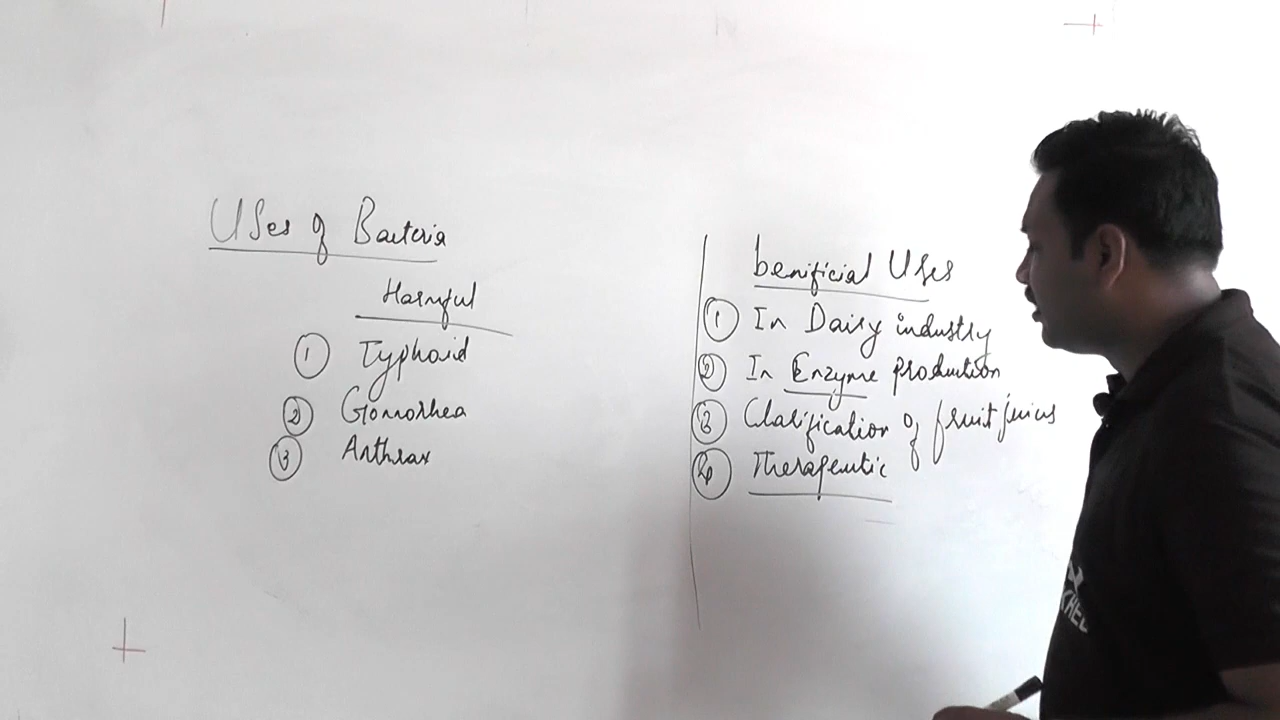 Uses of Bacteria
Harmful
1 Typhoid
2 Gonorrhea
3 Anthrax
benificial Uses
1 In Dairy industry
2 In Enzyme production
3 Clarification of fruit juices
4 Therapeutic